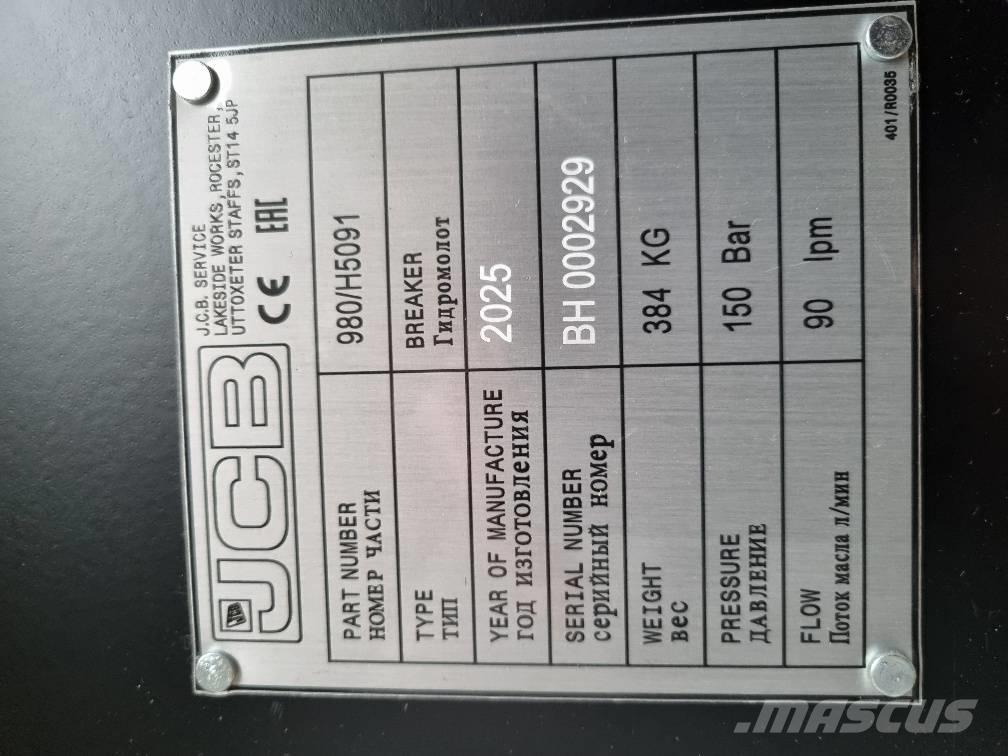 JCB
J.C.B. SERVICE
LAKESIDE WORKS, ROCESTER,
UTTOXETER STAFFS, ST14 5JP
CE EAC
PART NUMBER
НОМЕР ЧАСТИ
980/H5091
TYPE
ТИП
BREAKER
Гидромолот
YEAR OF MANUFACTURE
ГОД ИЗГОТОВЛЕНИЯ
2025
SERIAL NUMBER
серийный номер
BH 0002929
WEIGHT
вес
384 KG
PRESSURE
ДАВЛЕНИЕ
150 Bar
FLOW
Поток масла л/мин
90 lpm
401/R0035
MASCUS